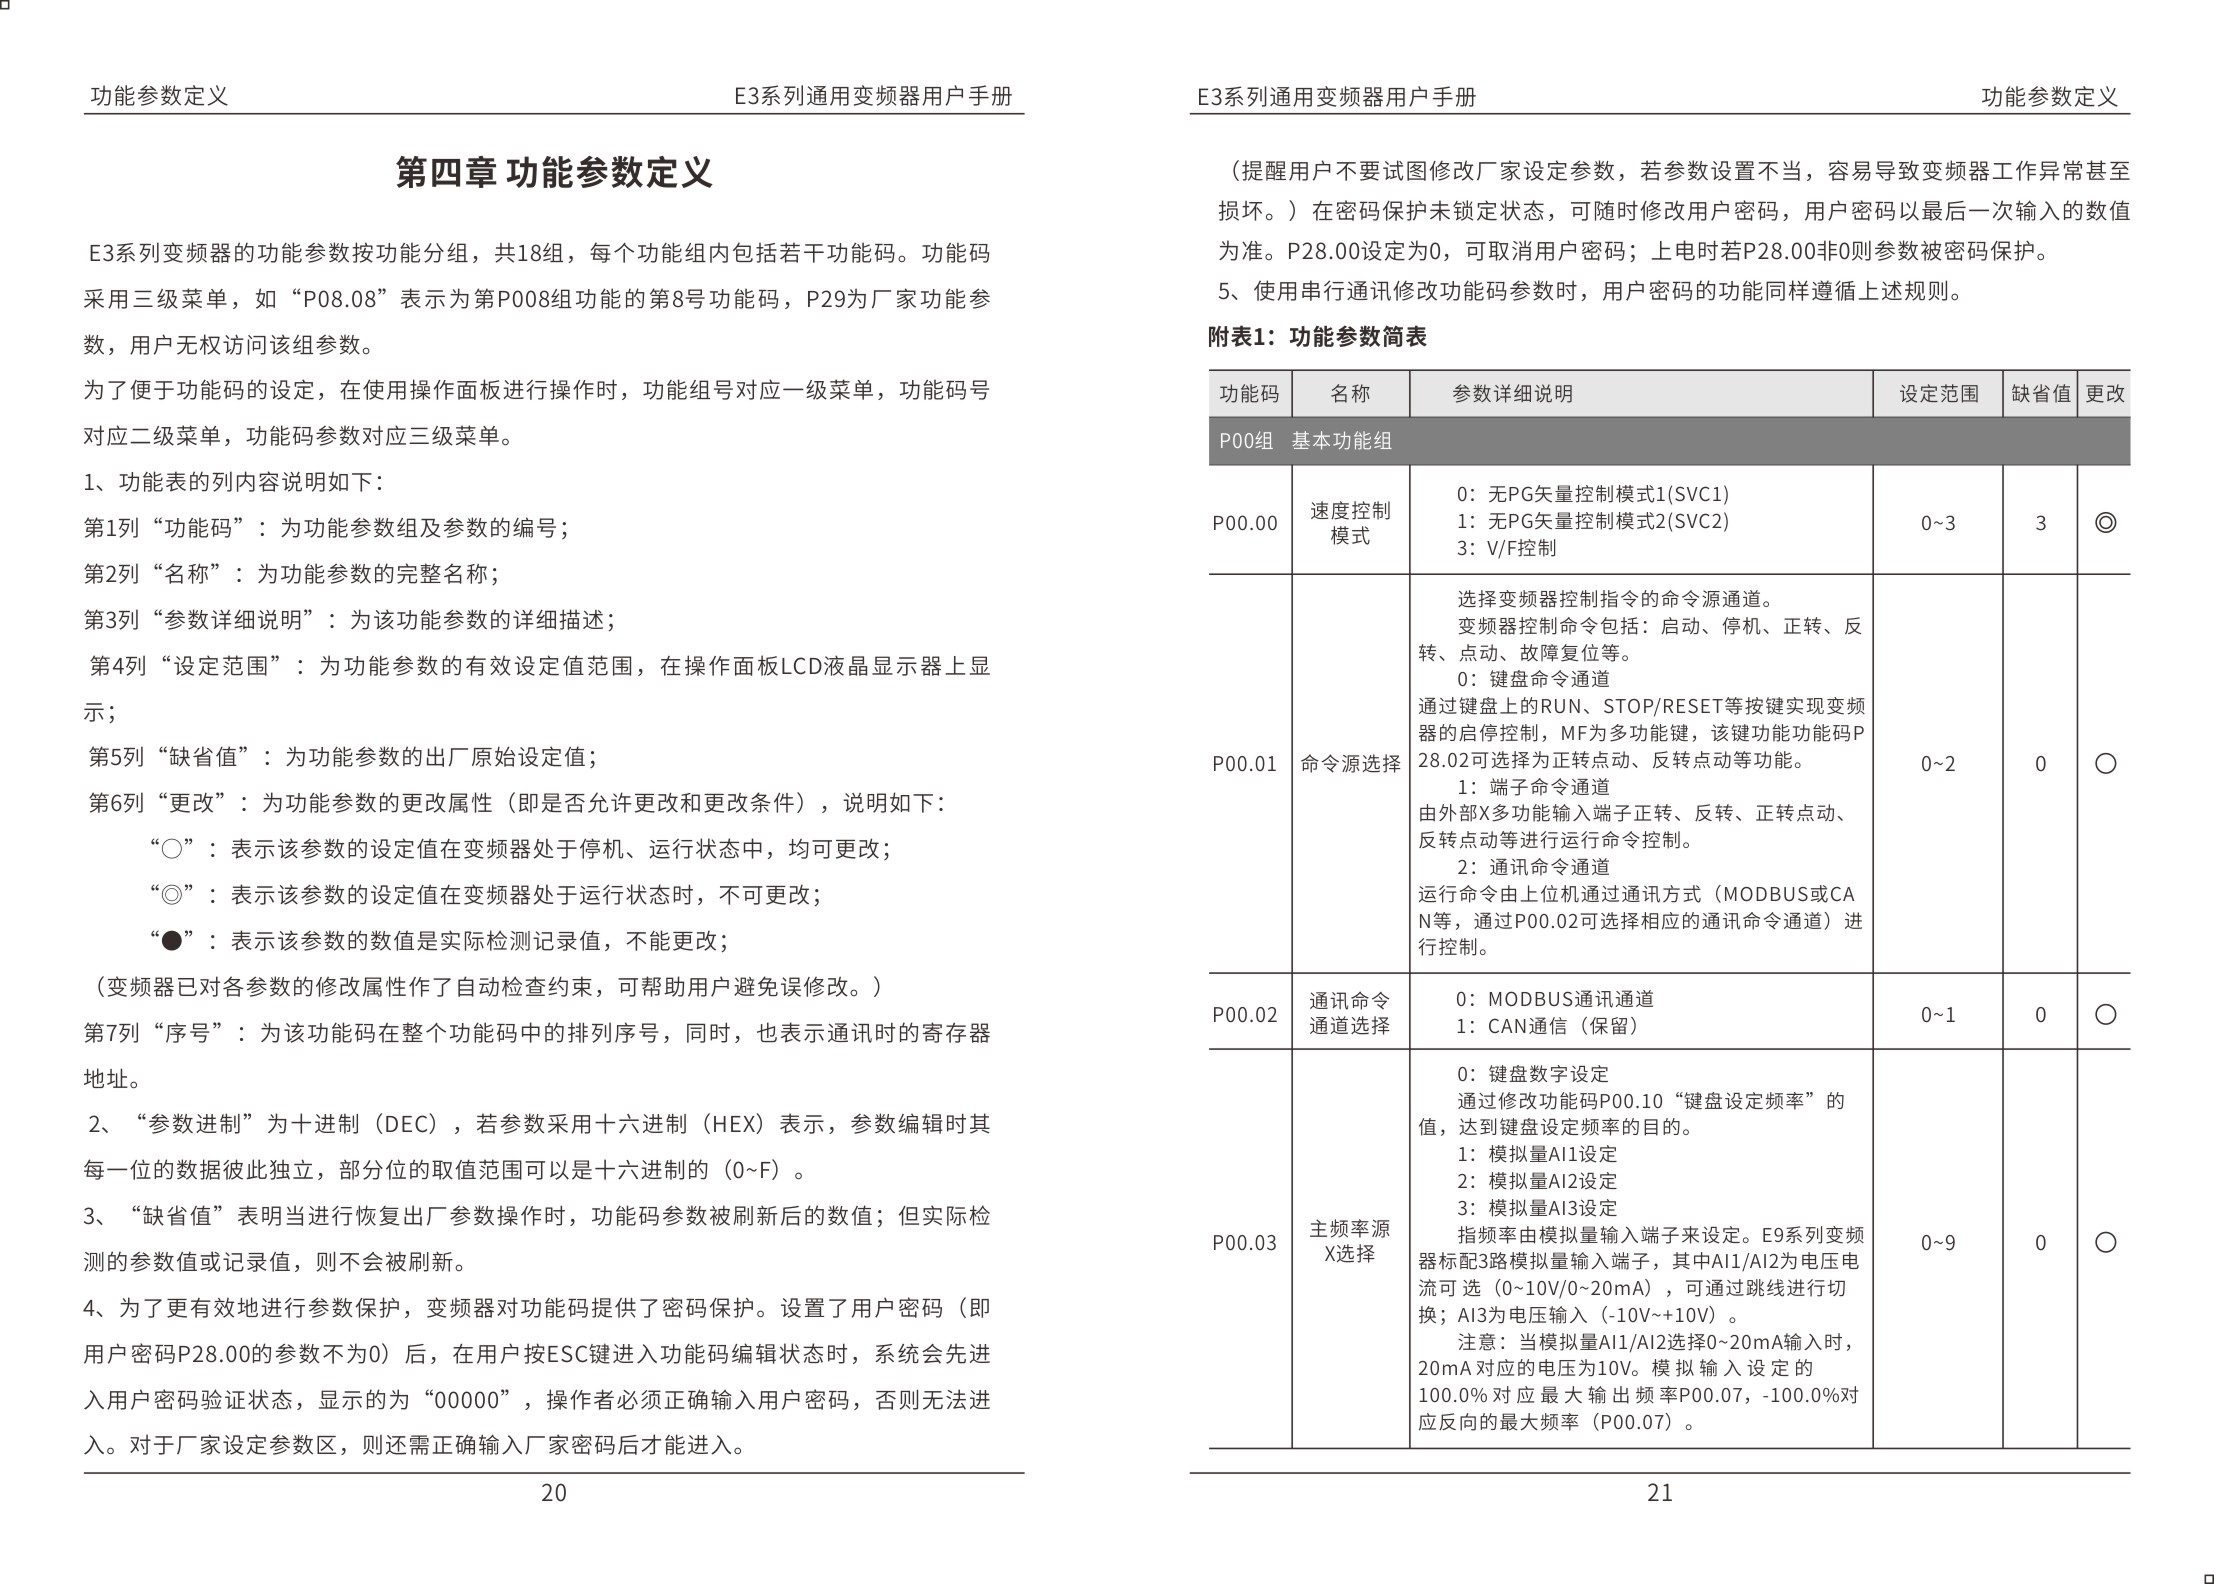 功能参数定义
E3系列通用变频器用户手册
第四章 功能参数定义
E3系列变频器的功能参数按功能分组，共18组，每个功能组内包括若干功能码。功能码
采用三级菜单，如“P08.08”表示为第P008组功能的第8号功能码，P29为厂家功能参
数，用户无权访问该组参数。
为了便于功能码的设定，在使用操作面板进行操作时，功能组号对应一级菜单，功能码号
对应二级菜单，功能码参数对应三级菜单。
1、功能表的列内容说明如下：
第1列“功能码”：为功能参数组及参数的编号；
第2列“名称”：为功能参数的完整名称；
第3列“参数详细说明”：为该功能参数的详细描述；
第4列“设定范围”：为功能参数的有效设定值范围，在操作面板LCD液晶显示器上显
示；
第5列“缺省值”：为功能参数的出厂原始设定值；
第6列“更改”：为功能参数的更改属性（即是否允许更改和更改条件），说明如下：
“○”：表示该参数的设定值在变频器处于停机、运行状态中，均可更改；
“◎”：表示该参数的设定值在变频器处于运行状态时，不可更改；
“●”：表示该参数的数值是实际检测记录值，不能更改；
（变频器已对各参数的修改属性作了自动检查约束，可帮助用户避免误修改。）
第7列“序号”：为该功能码在整个功能码中的排列序号，同时，也表示通讯时的寄存器
地址。
2、“参数进制”为十进制（DEC），若参数采用十六进制（HEX）表示，参数编辑时其
每一位的数据彼此独立，部分位的取值范围可以是十六进制的（0~F）。
3、“缺省值”表明当进行恢复出厂参数操作时，功能码参数被刷新后的数值；但实际检
测的参数值或记录值，则不会被刷新。
4、为了更有效地进行参数保护，变频器对功能码提供了密码保护。设置了用户密码（即
用户密码P28.00的参数不为0）后，在用户按ESC键进入功能码编辑状态时，系统会先进
入用户密码验证状态，显示的为“00000”，操作者必须正确输入用户密码，否则无法进
入。对于厂家设定参数区，则还需正确输入厂家密码后才能进入。
20
E3系列通用变频器用户手册
功能参数定义
（提醒用户不要试图修改厂家设定参数，若参数设置不当，容易导致变频器工作异常甚至
损坏。）在密码保护未锁定状态，可随时修改用户密码，用户密码以最后一次输入的数值
为准。P28.00设定为0，可取消用户密码；上电时若P28.00非0则参数被密码保护。
5、使用串行通讯修改功能码参数时，用户密码的功能同样遵循上述规则。
附表1：功能参数简表
功能码 名称 参数详细说明 设定范围 缺省值 更改
P00组 基本功能组
P00.00
速度控制
模式
0：无PG矢量控制模式1(SVC1)
1：无PG矢量控制模式2(SVC2)
3：V/F控制
0~3
3
◎
P00.01
命令源选择
选择变频器控制指令的命令源通道。
变频器控制命令包括：启动、停机、正转、反
转、点动、故障复位等。
0：键盘命令通道
通过键盘上的RUN、STOP/RESET等按键实现变频
器的启停控制，MF为多功能键，该键功能功能码P
28.02可选择为正转点动、反转点动等功能。
1：端子命令通道
由外部X多功能输入端子正转、反转、正转点动、
反转点动等进行运行命令控制。
2：通讯命令通道
运行命令由上位机通过通讯方式（MODBUS或CA
N等，通过P00.02可选择相应的通讯命令通道）进
行控制。
0~2
0
○
P00.02
通讯命令
通道选择
0：MODBUS通讯通道
1：CAN通信（保留）
0~1
0
○
P00.03
主频率源
X选择
0：键盘数字设定
通过修改功能码P00.10“键盘设定频率”的
值，达到键盘设定频率的目的。
1：模拟量AI1设定
2：模拟量AI2设定
3：模拟量AI3设定
指频率由模拟量输入端子来设定。E9系列变频
器标配3路模拟量输入端子，其中AI1/AI2为电压电
流可 选（0~10V/0~20mA），可通过跳线进行切
换；AI3为电压输入（-10V~+10V）。
注意：当模拟量AI1/AI2选择0~20mA输入时，
20mA 对应的电压为10V。模 拟 输 入 设 定 的
100.0% 对 应 最 大 输 出 频 率P00.07，-100.0%对
应反向的最大频率（P00.07）。
0~9
0
○
21